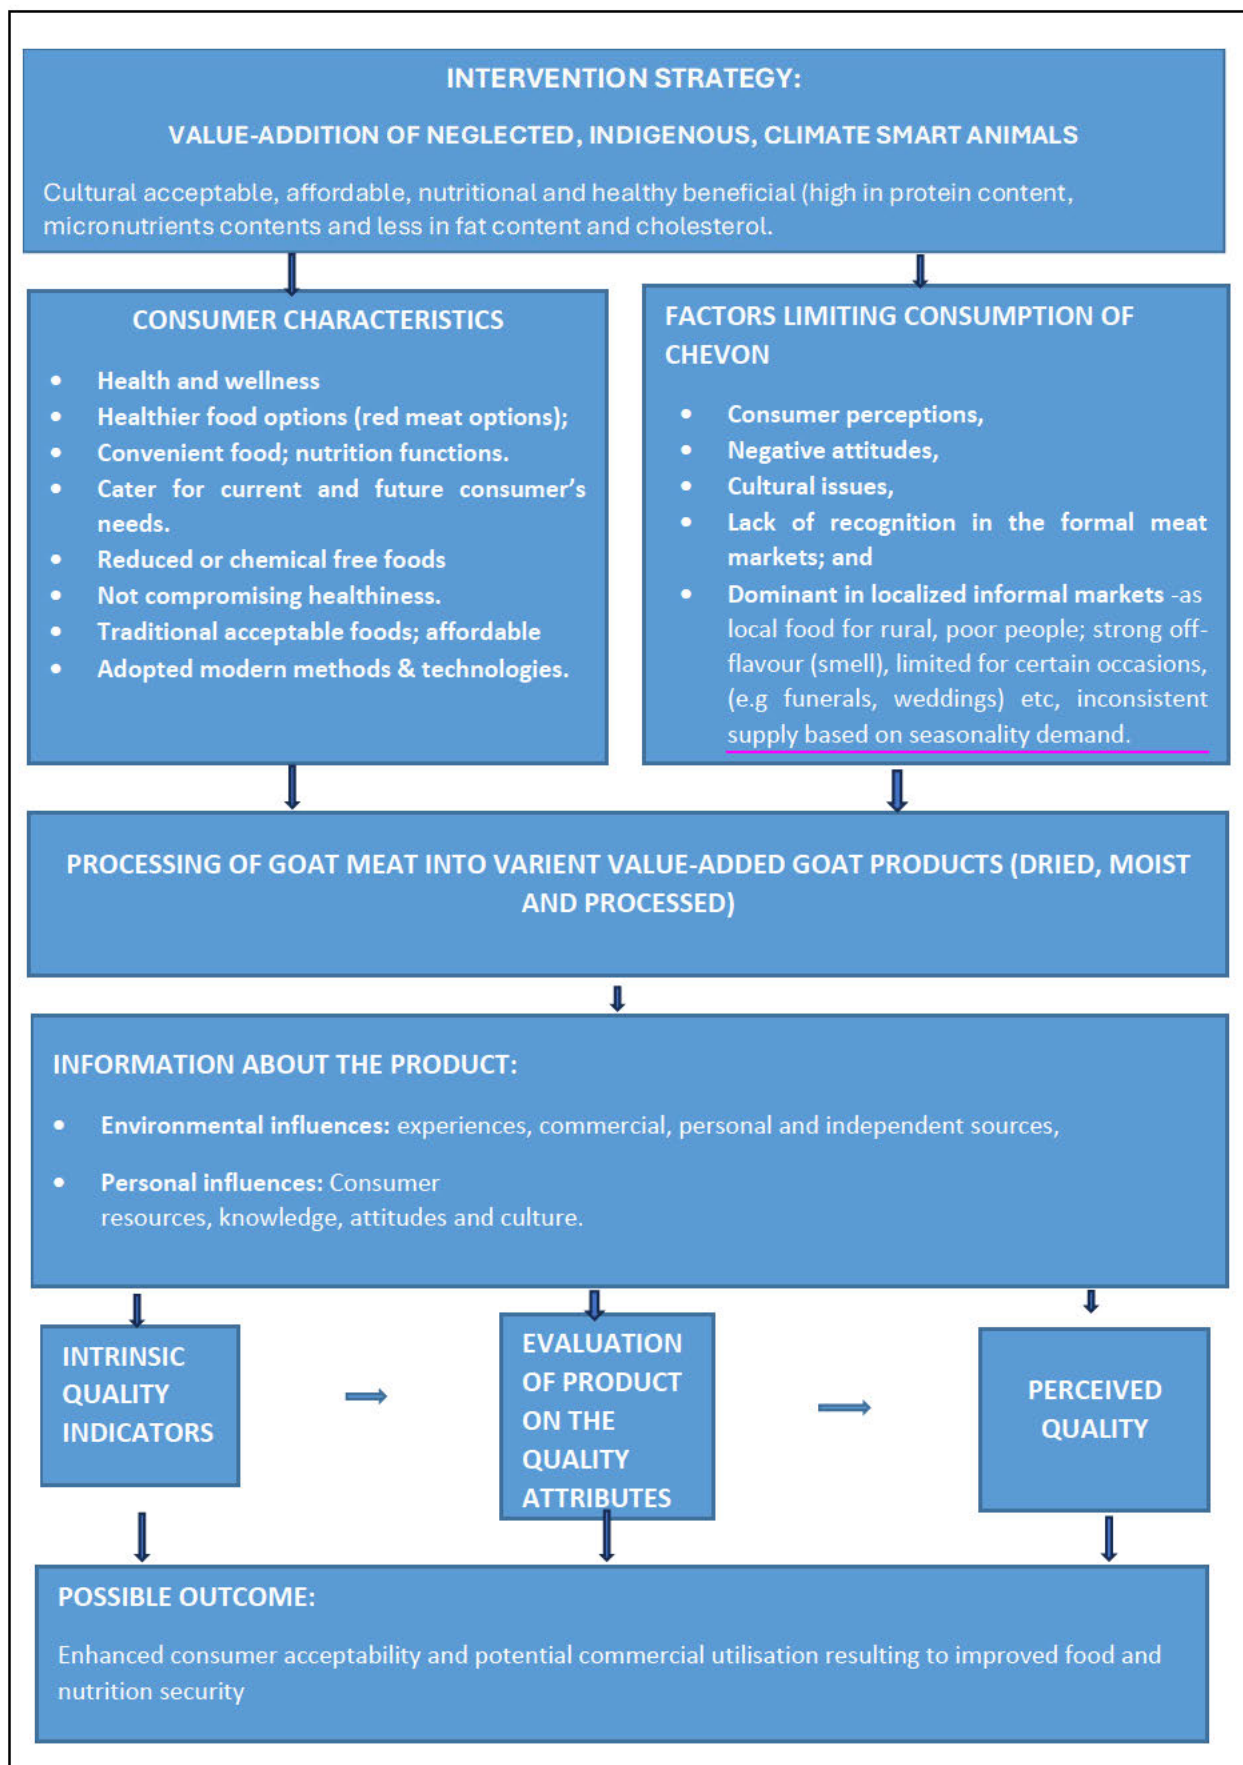 INTERVENTION STRATEGY:
VALUE-ADDITION OF NEGLECTED, INDIGENOUS, CLIMATE SMART ANIMALS
Cultural acceptable, affordable, nutritional and healthy beneficial (high in protein content,
micronutrients contents and less in fat content and cholesterol.
CONSUMER CHARACTERISTICS
• Health and wellness
• Healthier food options (red meat options);
• Convenient food; nutrition functions.
• Cater for current and future consumer’s
needs.
• Reduced or chemical free foods
• Not compromising healthiness.
• Traditional acceptable foods; affordable
• Adopted modern methods & technologies.
FACTORS LIMITING CONSUMPTION OF
CHEVON
• Consumer perceptions,
• Negative attitudes,
• Cultural issues,
• Lack of recognition in the formal meat
markets; and
• Dominant in localized informal markets -as
local food for rural, poor people; strong off-
flavour (smell), limited for certain occasions,
(e.g funerals, weddings) etc, inconsistent
supply based on seasonality demand.
PROCESSING OF GOAT MEAT INTO VARIENT VALUE-ADDED GOAT PRODUCTS (DRIED, MOIST
AND PROCESSED)
INFORMATION ABOUT THE PRODUCT:
• Environmental influences: experiences, commercial, personal and independent sources,
• Personal influences: Consumer
resources, knowledge, attitudes and culture.
INTRINSIC
QUALITY
INDICATORS
EVALUATION
OF PRODUCT
ON THE
QUALITY
ATTRIBUTES
PERCEIVED
QUALITY
POSSIBLE OUTCOME:
Enhanced consumer acceptability and potential commercial utilisation resulting to improved food and
nutrition security